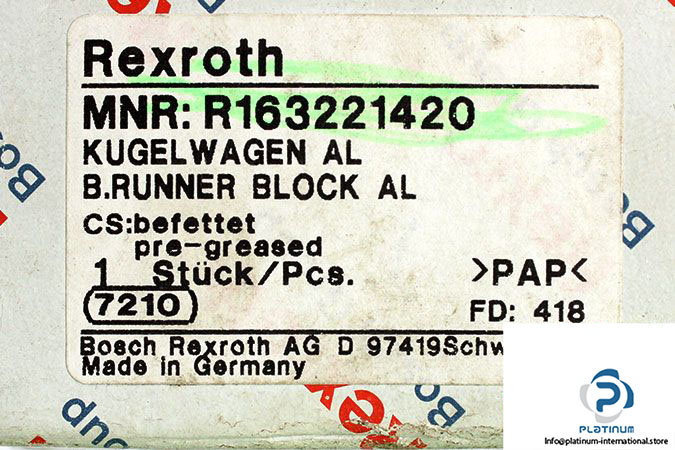 Rexroth
MNR: R163221420
KUGELWAGEN AL
B.RUNNER BLOCK AL
CS:befettet
pre-greased
1 Stück/Pcs.
>PAP<
7210
FD: 418
Bosch Rexroth AG D 97419Schw
Made in Germany
PLATINUM
Info@platinum-international.store